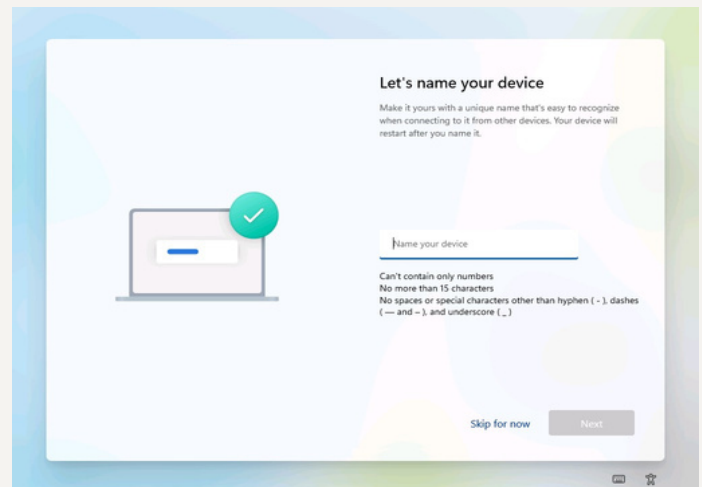 Let's name your device
Make it yours with a unique name that's easy to recognize
when connecting to it from other devices. Your device will
restart after you name it.
Name your device
Can't contain only numbers
No more than 15 characters
No spaces or special characters other than hyphen ( - ), dashes
( — and – ), and underscore ( _ )
Skip for now
Next